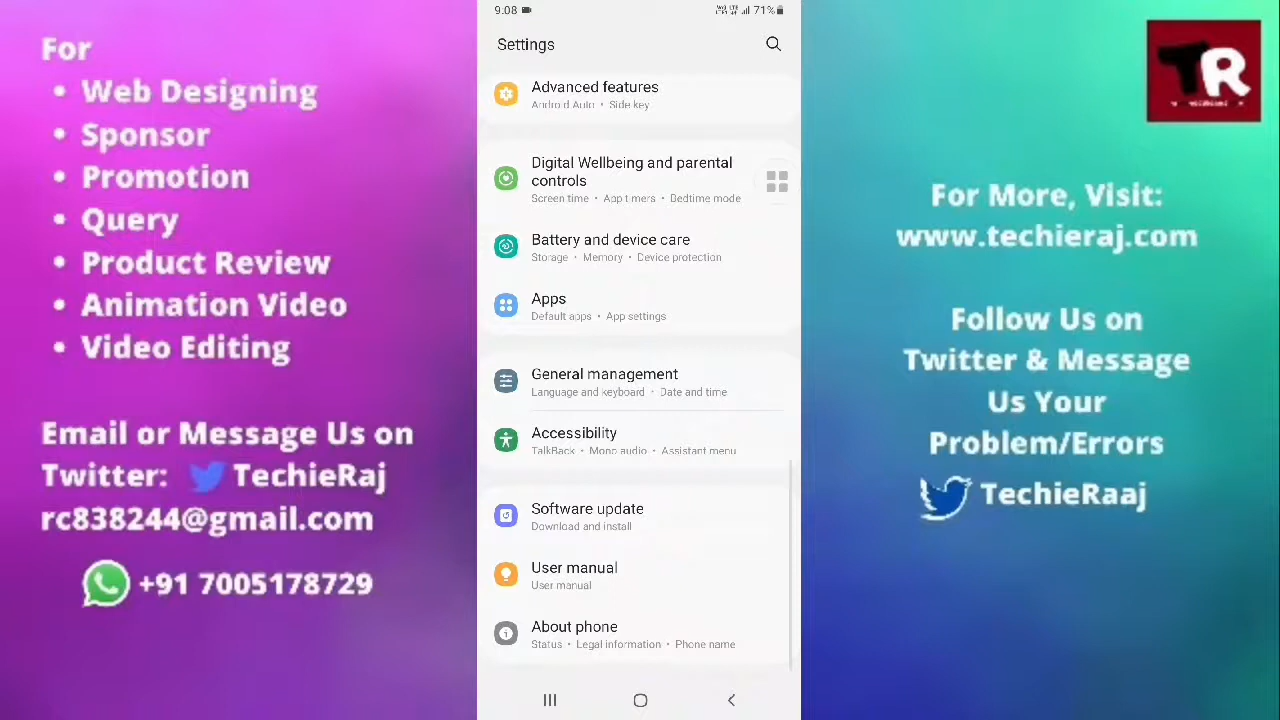 For
• Web Designing
• Sponsor
• Promotion
• Query
• Product Review
• Animation Video
• Video Editing
Email or Message Us on
Twitter: TechieRaj
rc838244@gmail.com
+91 7005178729
9:08
71%
Settings
Advanced features
Android Auto • Side key
Digital Wellbeing and parental
controls
Screen time • App timers • Bedtime mode
Battery and device care
Storage • Memory • Device protection
Apps
Default apps • App settings
General management
Language and keyboard • Date and time
Accessibility
TalkBack • Mono audio • Assistant menu
Software update
Download and install
User manual
User manual
About phone
Status • Legal information • Phone name
TR
For More, Visit:
www.techieraj.com
Follow Us on
Twitter & Message
Us Your
Problem/Errors
TechieRaaj